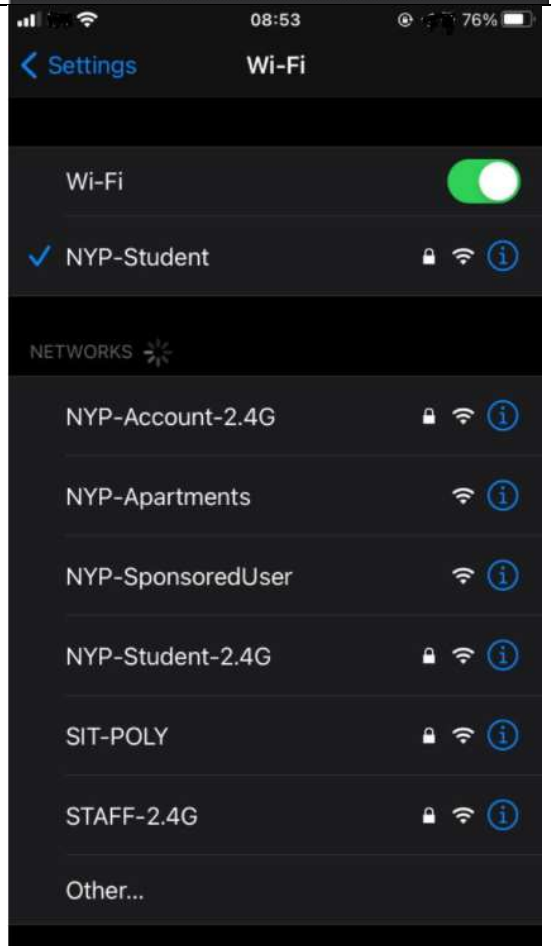 08:53
76%
Settings Wi-Fi
Wi-Fi
NYP-Student
NETWORKS
NYP-Account-2.4G
NYP-Apartments
NYP-SponsoredUser
NYP-Student-2.4G
SIT-POLY
STAFF-2.4G
Other...